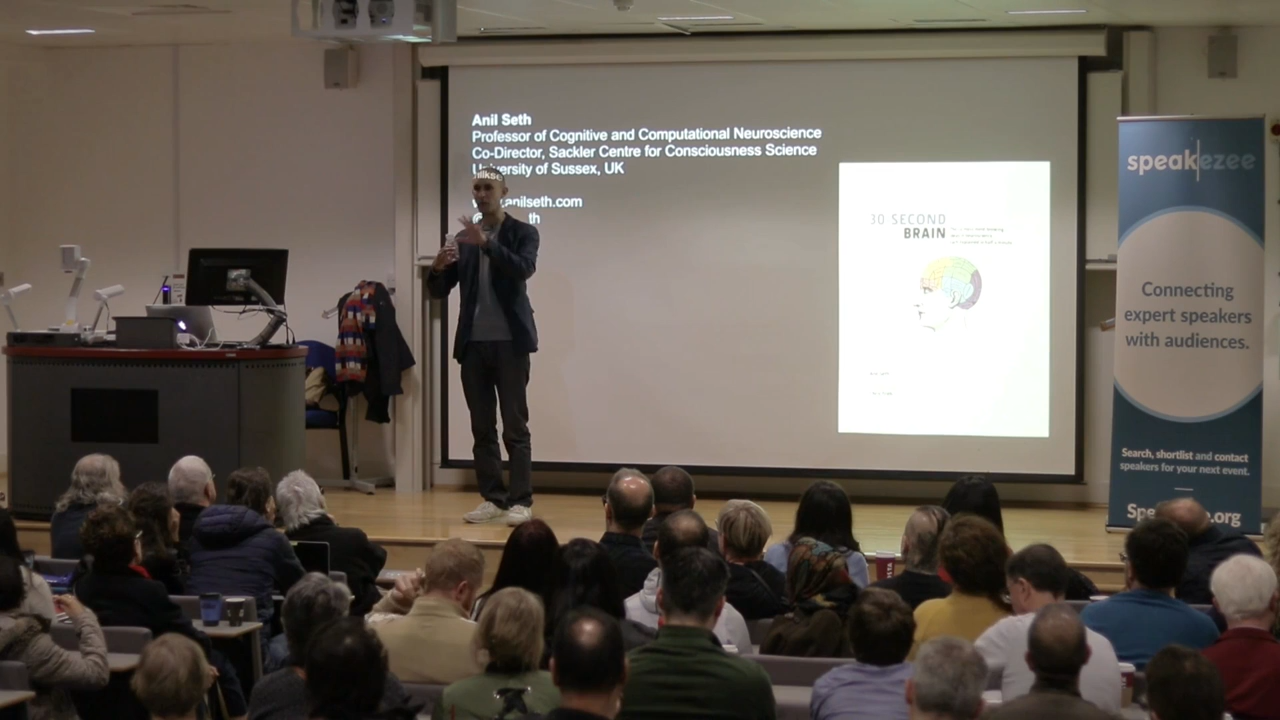 Anil Seth
Professor of Cognitive and Computational Neuroscience
Co-Director, Sackler Centre for Consciousness Science
University of Sussex, UK
anilseth.com
th
30 SECOND
BRAIN
speakezee
Connecting
expert speakers
with audiences.
Search, shortlist and contact
speakers for your next event.